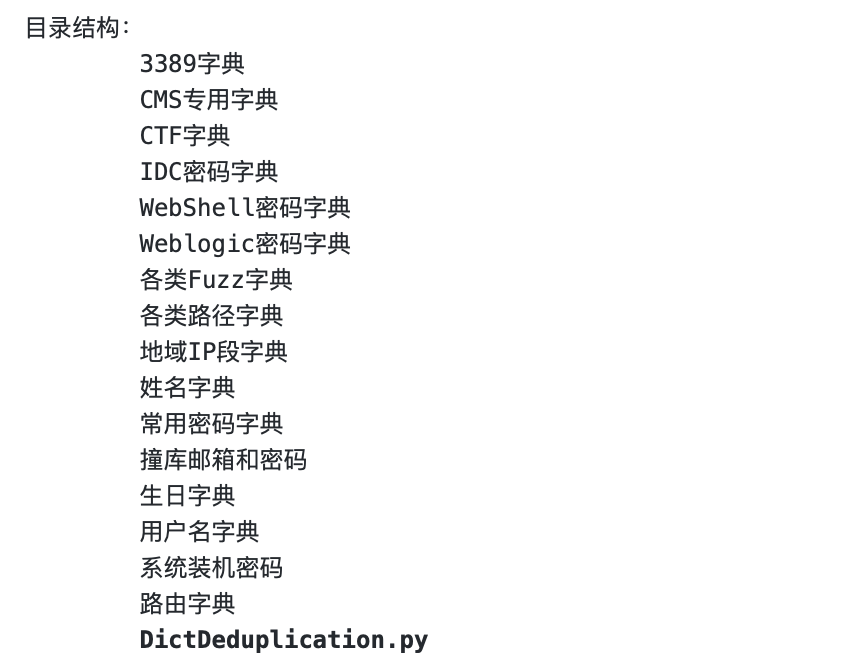 目录结构：
3389字典
CMS专用字典
CTF字典
IDC密码字典
WebShell密码字典
Weblogic密码字典
各类Fuzz字典
各类路径字典
地域IP段字典
姓名字典
常用密码字典
撞库邮箱和密码
生日字典
用户名字典
系统装机密码
路由字典
DictDeduplication.py